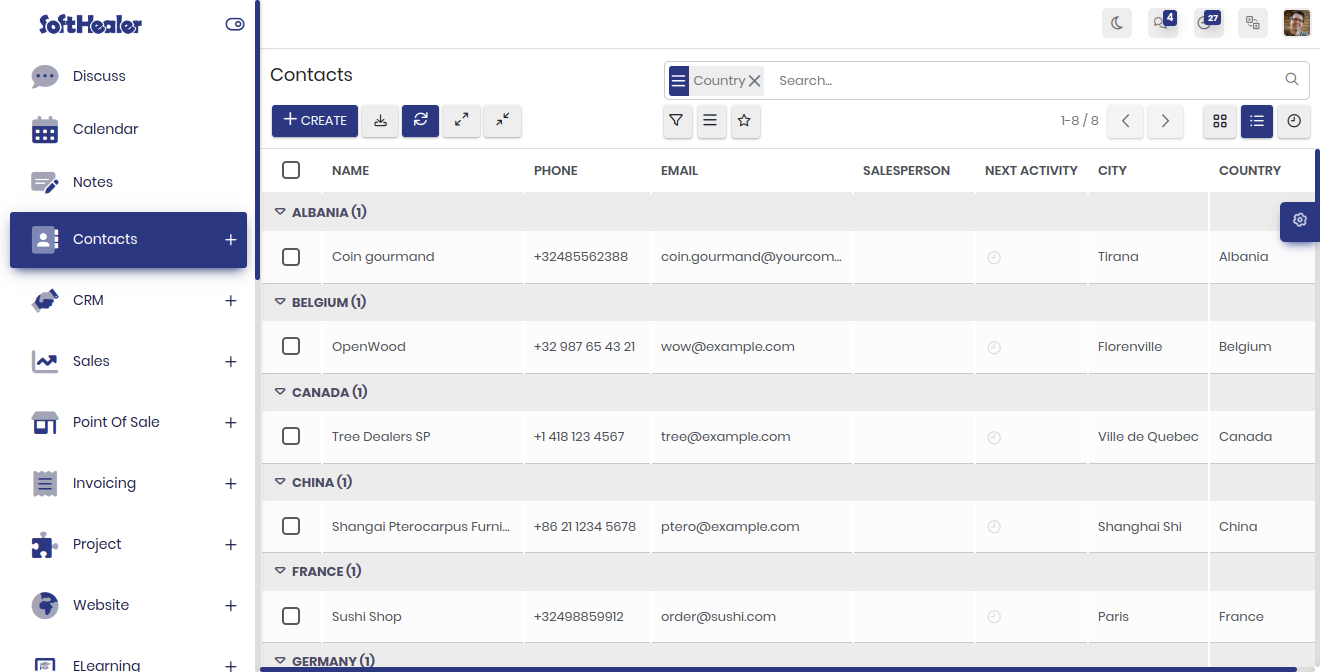 SoftHealer
4
27
Discuss
Calendar
Notes
Contacts
CRM
Sales
Point Of Sale
Invoicing
Project
Website
ELearning
Contacts
Country
Search...
CREATE
1-8 / 8
NAME PHONE EMAIL SALESPERSON NEXT ACTIVITY CITY COUNTRY
ALBANIA (1)
Coin gourmand +32485562388 coin.gourmand@yourcom... Tirana Albania
BELGIUM (1)
OpenWood +32 987 65 43 21 wow@example.com Florenville Belgium
CANADA (1)
Tree Dealers SP +1 418 123 4567 tree@example.com Ville de Quebec Canada
CHINA (1)
Shangai Pterocarpus Furni... +86 21 1234 5678 ptero@example.com Shanghai Shi China
FRANCE (1)
Sushi Shop +32498859912 order@sushi.com Paris France
GERMANY (1)